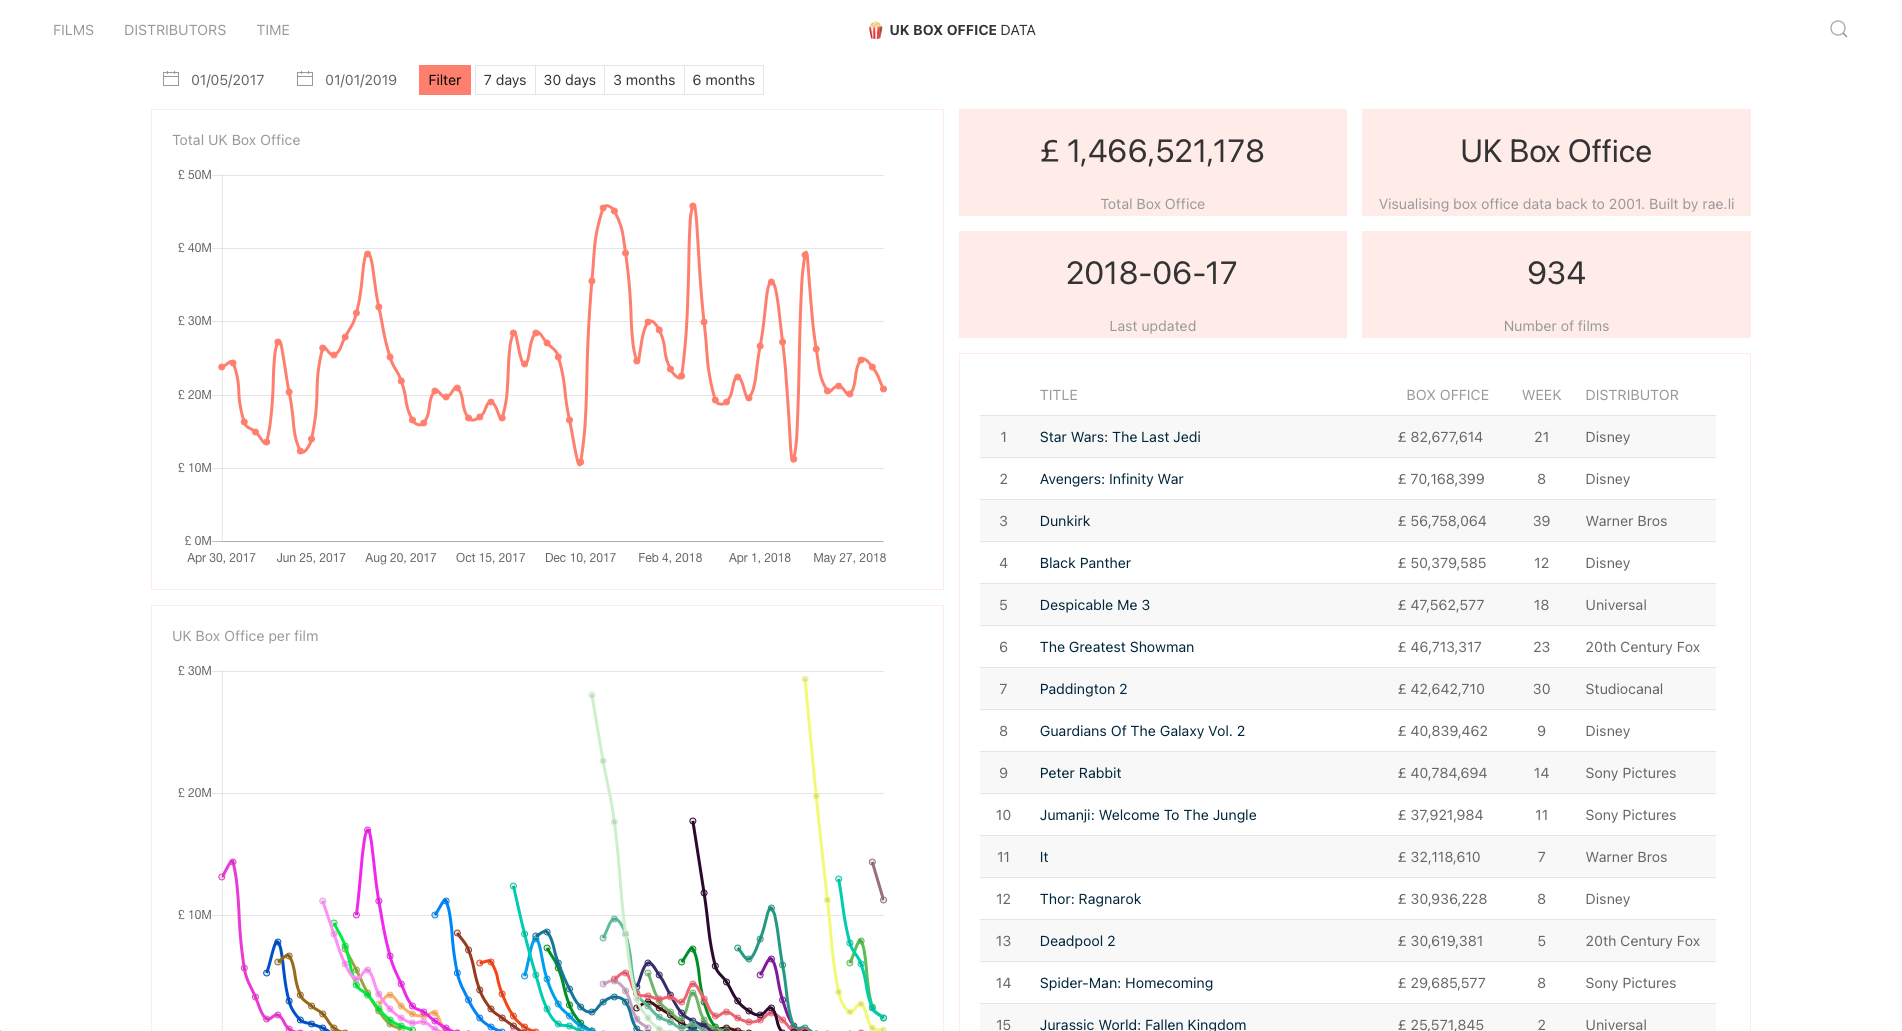 FILMS DISTRIBUTORS TIME
UK BOX OFFICE DATA
01/05/2017 01/01/2019 Filter 7 days 30 days 3 months 6 months
Total UK Box Office
£ 50M
£ 40M
£ 30M
£ 20M
£ 10M
£ 0M
Apr 30, 2017 Jun 25, 2017 Aug 20, 2017 Oct 15, 2017 Dec 10, 2017 Feb 4, 2018 Apr 1, 2018 May 27, 2018
UK Box Office per film
£ 30M
£ 20M
£ 10M
£ 1,466,521,178
Total Box Office
UK Box Office
Visualising box office data back to 2001. Built by rae.li
2018-06-17
Last updated
934
Number of films
TITLE BOX OFFICE WEEK DISTRIBUTOR
1 Star Wars: The Last Jedi £ 82,677,614 21 Disney
2 Avengers: Infinity War £ 70,168,399 8 Disney
3 Dunkirk £ 56,758,064 39 Warner Bros
4 Black Panther £ 50,379,585 12 Disney
5 Despicable Me 3 £ 47,562,577 18 Universal
6 The Greatest Showman £ 46,713,317 23 20th Century Fox
7 Paddington 2 £ 42,642,710 30 Studiocanal
8 Guardians Of The Galaxy Vol. 2 £ 40,839,462 9 Disney
9 Peter Rabbit £ 40,784,694 14 Sony Pictures
10 Jumanji: Welcome To The Jungle £ 37,921,984 11 Sony Pictures
11 It £ 32,118,610 7 Warner Bros
12 Thor: Ragnarok £ 30,936,228 8 Disney
13 Deadpool 2 £ 30,619,381 5 20th Century Fox
14 Spider-Man: Homecoming £ 29,685,577 8 Sony Pictures
15 Jurassic World: Fallen Kingdom £ 25,571,845 2 Universal